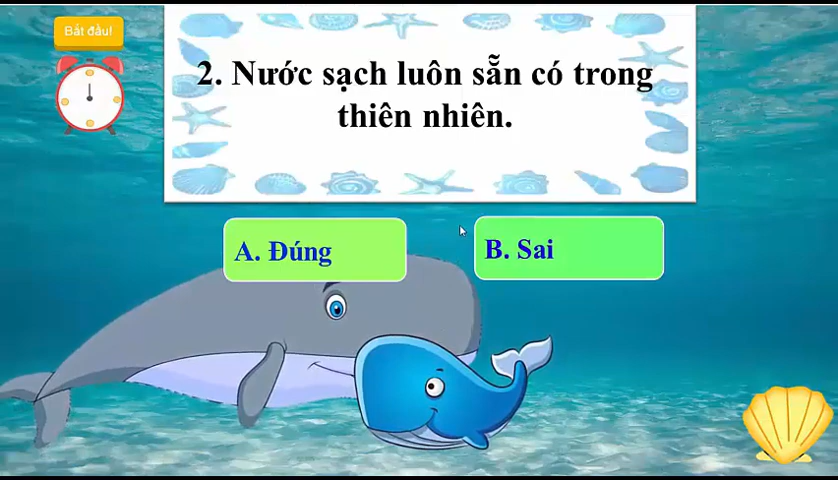 Bắt đầu!
2. Nước sạch luôn sẵn có trong
thiên nhiên.
A. Đúng
B. Sai